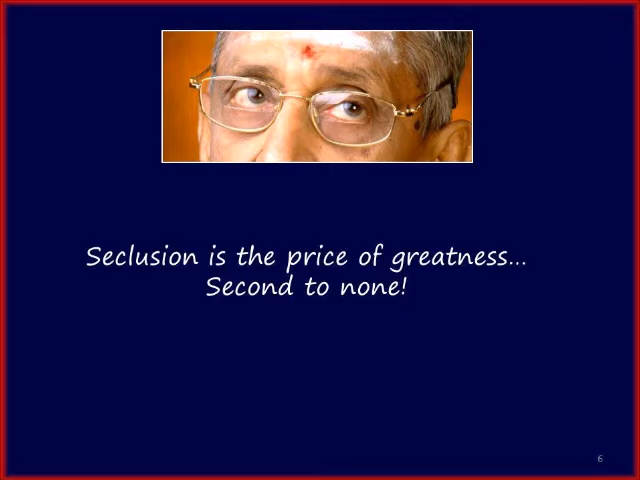 Seclusion is the price of greatness…
Second to none!
6